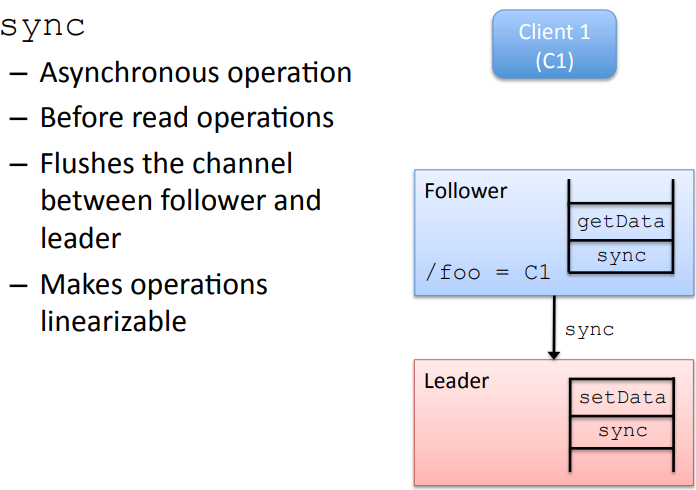 sync
– Asynchronous operation
– Before read operations
– Flushes the channel
between follower and
leader
– Makes operations
linearizable
Client 1
(C1)
Follower
getData
sync
/foo = C1
sync
Leader
setData
sync